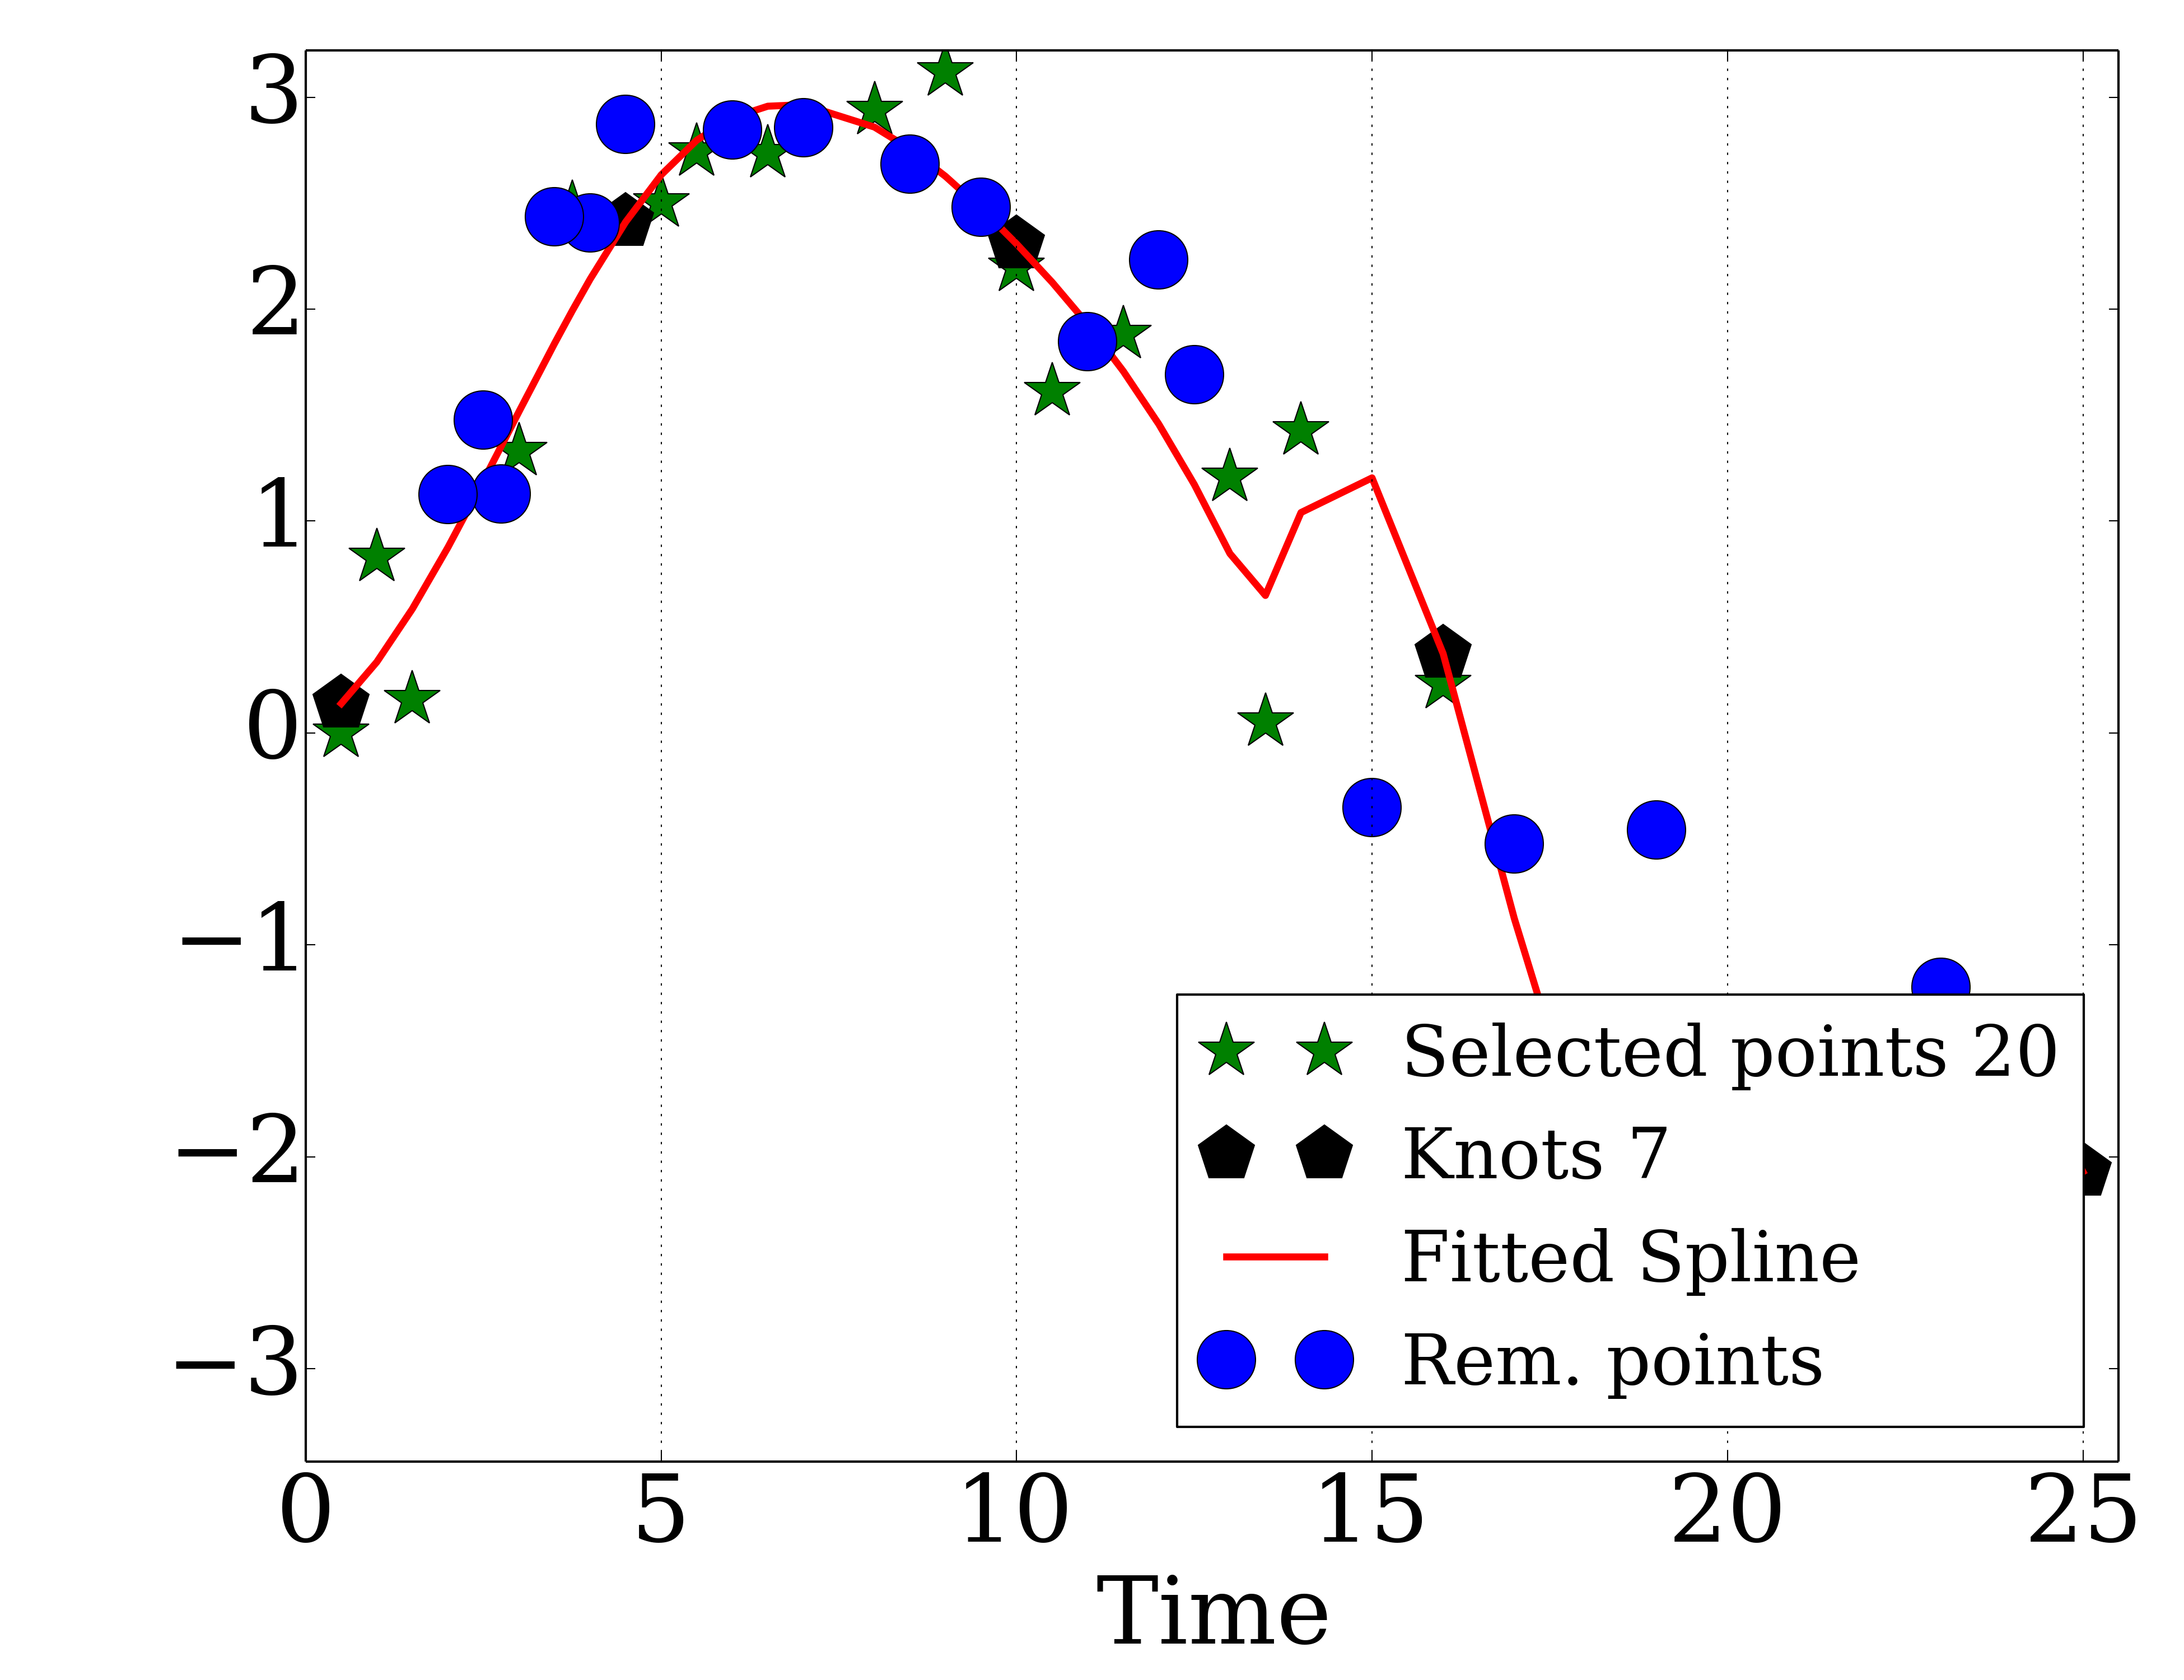 3
2
1
0
−1
−2
−3
Selected points 20
Knots 7
Fitted Spline
Rem. points
0 5 10 15 20 25
Time